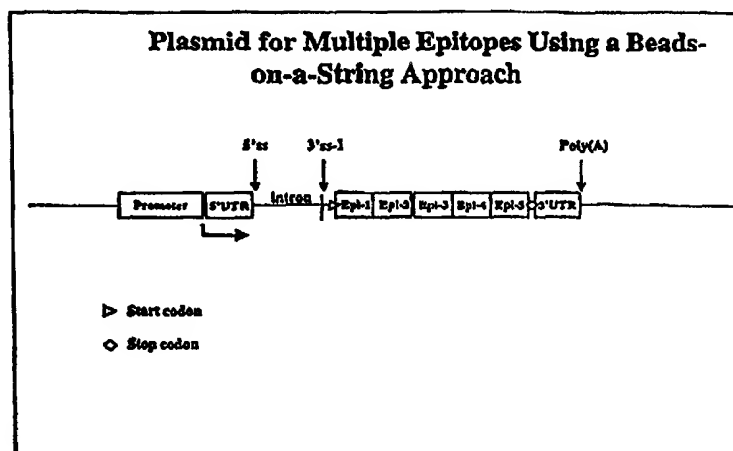 Plasmid for Multiple Epitopes Using a Beads-
on-a-String Approach
5'ss 3'ss-1 Poly(A)
Promoter 5'UTR Intron Epi-1 Epi-2 Epi-3 Epi-4 Epi-5 3'UTR
Start codon
Stop codon